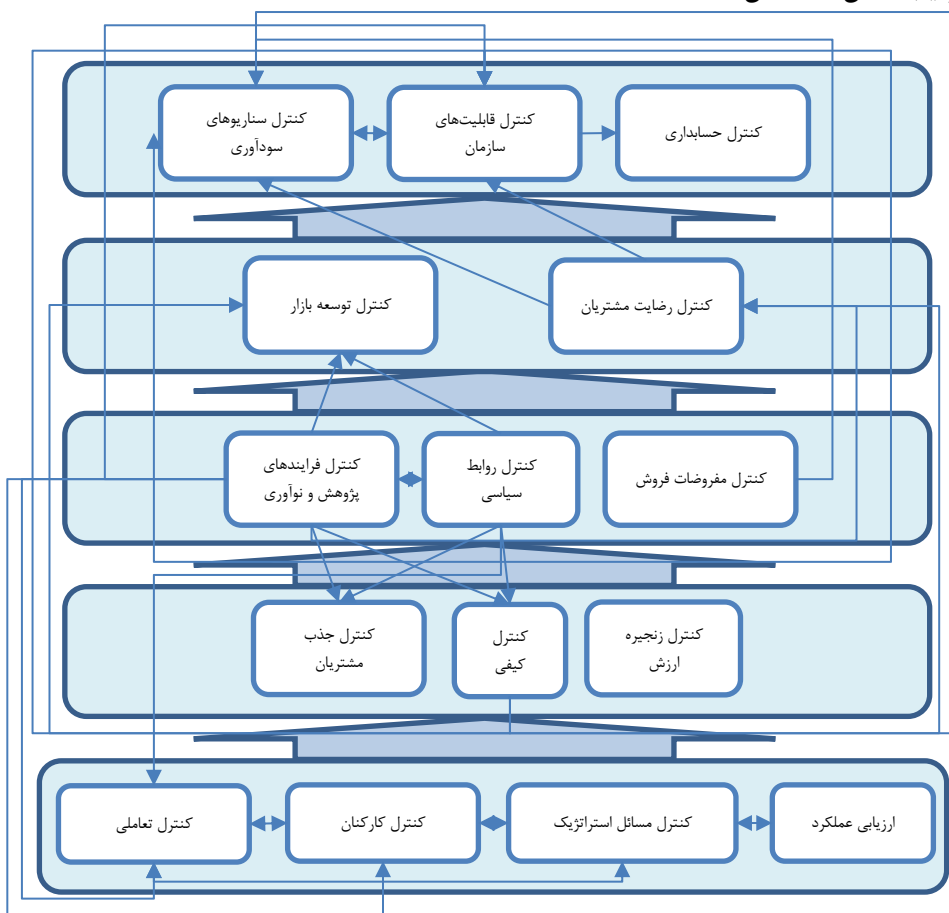 کنترل حسابداری
کنترل قابلیت‌های
سازمان
کنترل سناریوهای
سودآوری
کنترل رضایت مشتریان
کنترل توسعه بازار
کنترل مفروضات فروش
کنترل روابط
سیاسی
کنترل فرایندهای
پژوهش و نوآوری
کنترل زنجیره
ارزش
کنترل
کیفی
کنترل جذب
مشتریان
ارزیابی عملکرد
کنترل مسائل استراتژیک
کنترل کارکنان
کنترل تعاملی